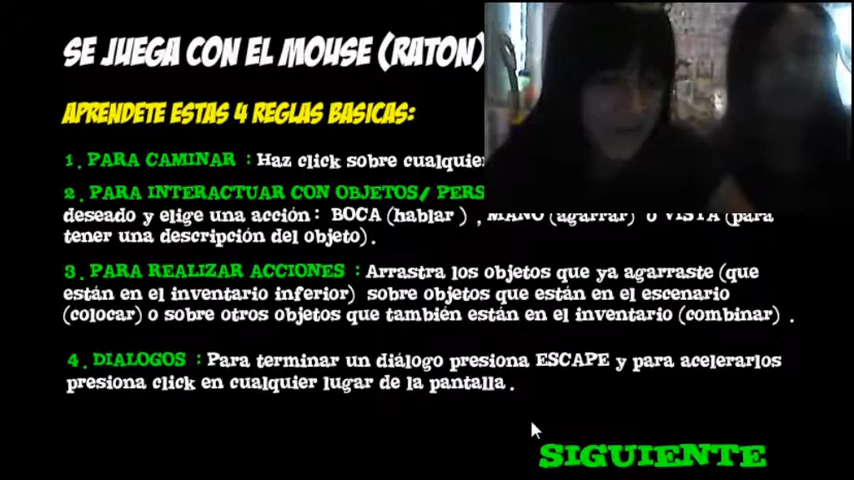 SE JUEGA CON EL MOUSE (RATON)
APRENDETE ESTAS 4 REGLAS BASICAS:
1. PARA CAMINAR : Haz click sobre cualquier
2. PARA INTERACTUAR CON OBJETOS/ PERS
deseado y elige una acción: BOCA (hablar ) , MANO (agarrar) o VISTA (para
tener una descripción del objeto).
3. PARA REALIZAR ACCIONES : Arrastra los objetos que ya agarraste (que
están en el inventario inferior) sobre objetos que están en el escenario
(colocar) o sobre otros objetos que también están en el inventario (combinar) .
4. DIALOGOS : Para terminar un diálogo presiona ESCAPE y para acelerarlos
presiona click en cualquier lugar de la pantalla .
SIGUIENTE